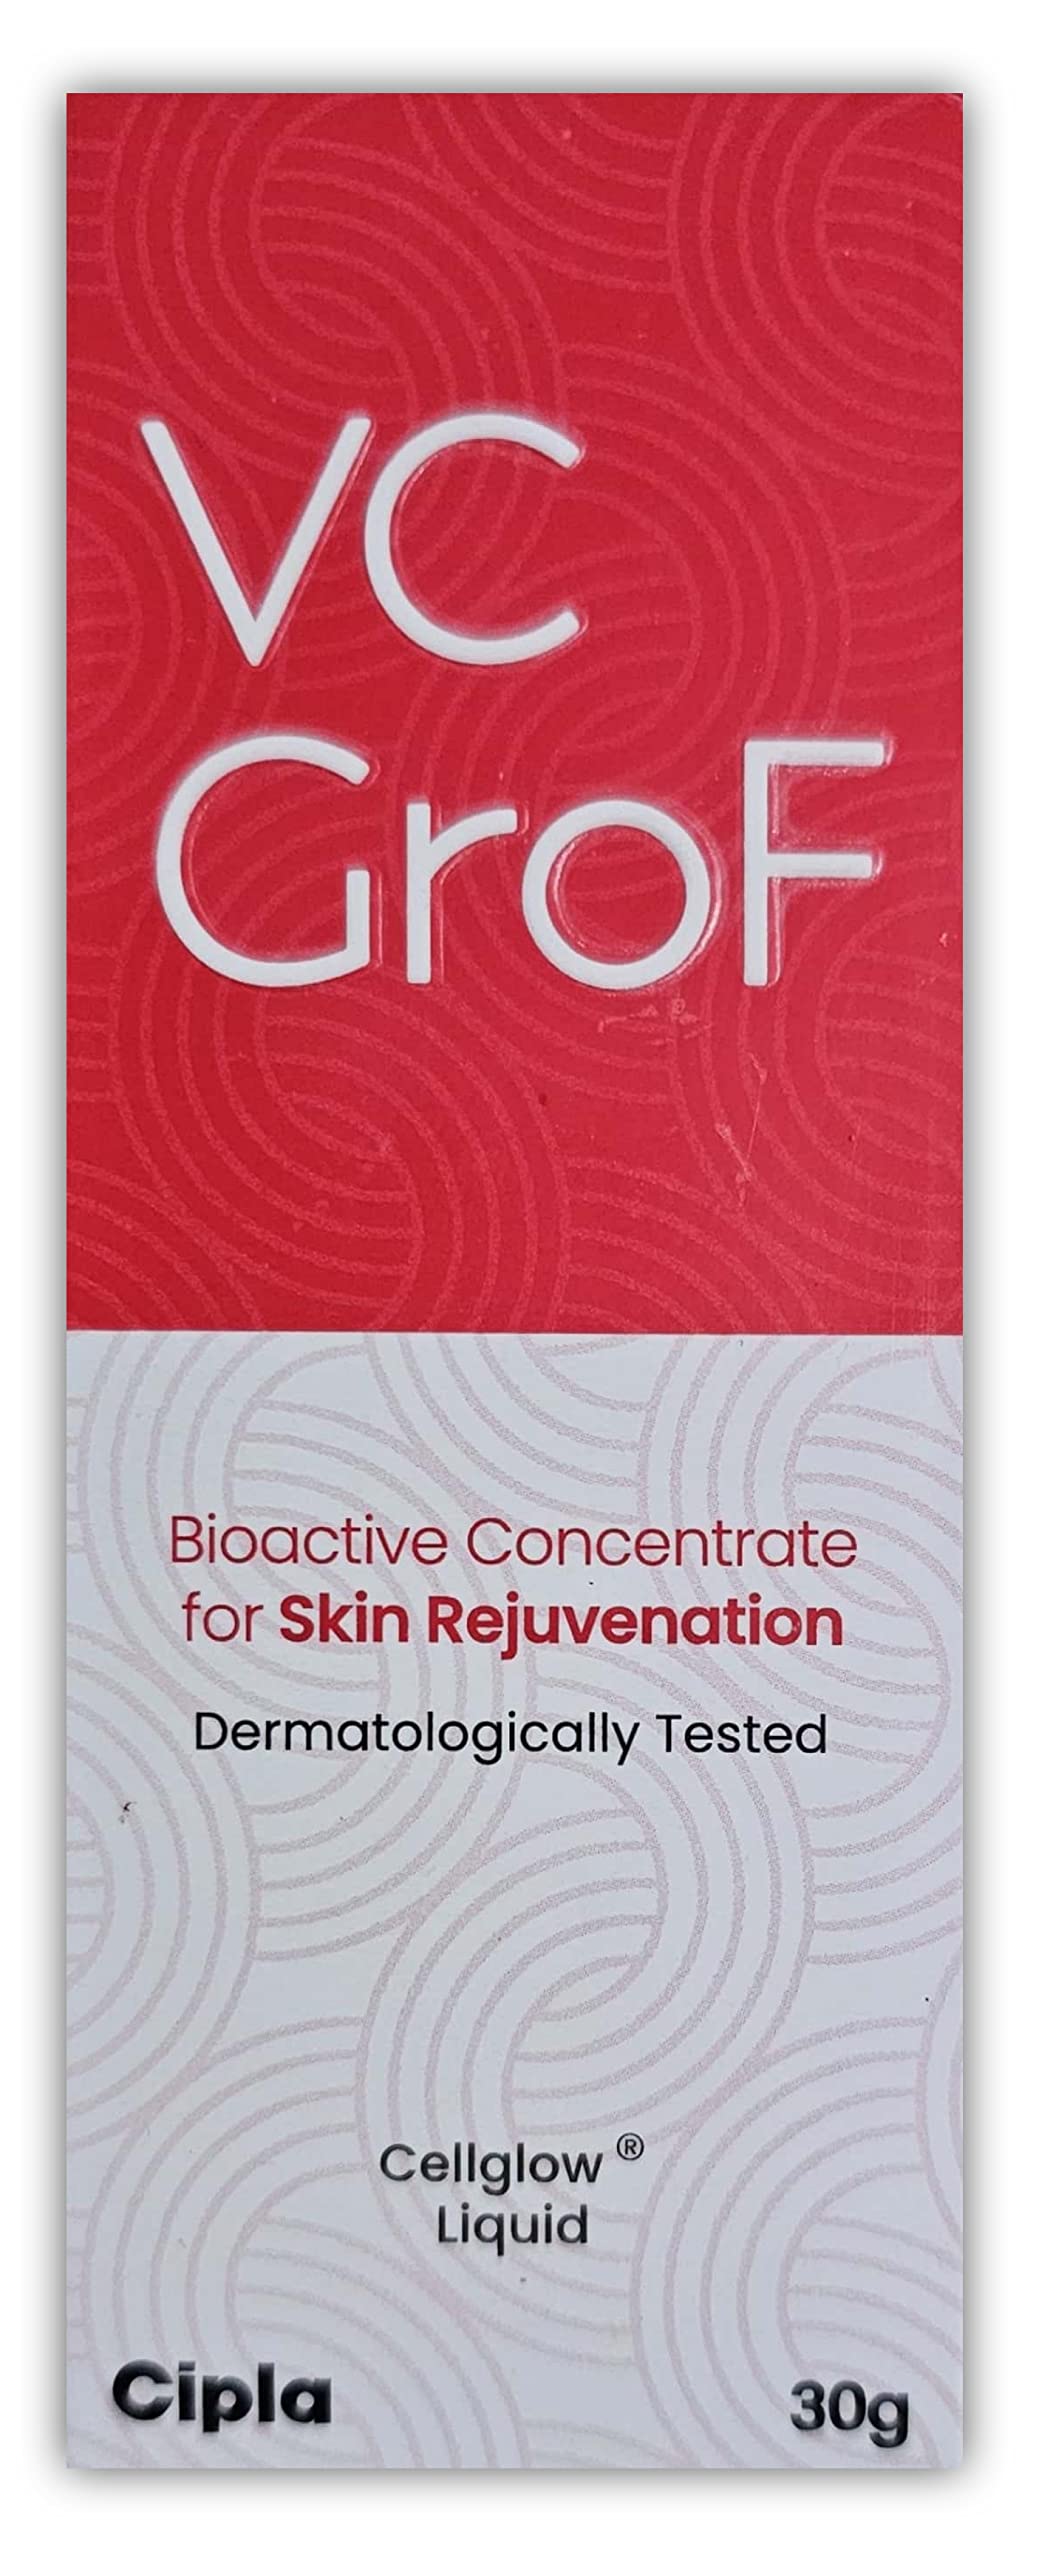 VC
GroF
Bioactive Concentrate
for Skin Rejuvenation
Dermatologically Tested
Cellglow ®
Liquid
Cipla
30g